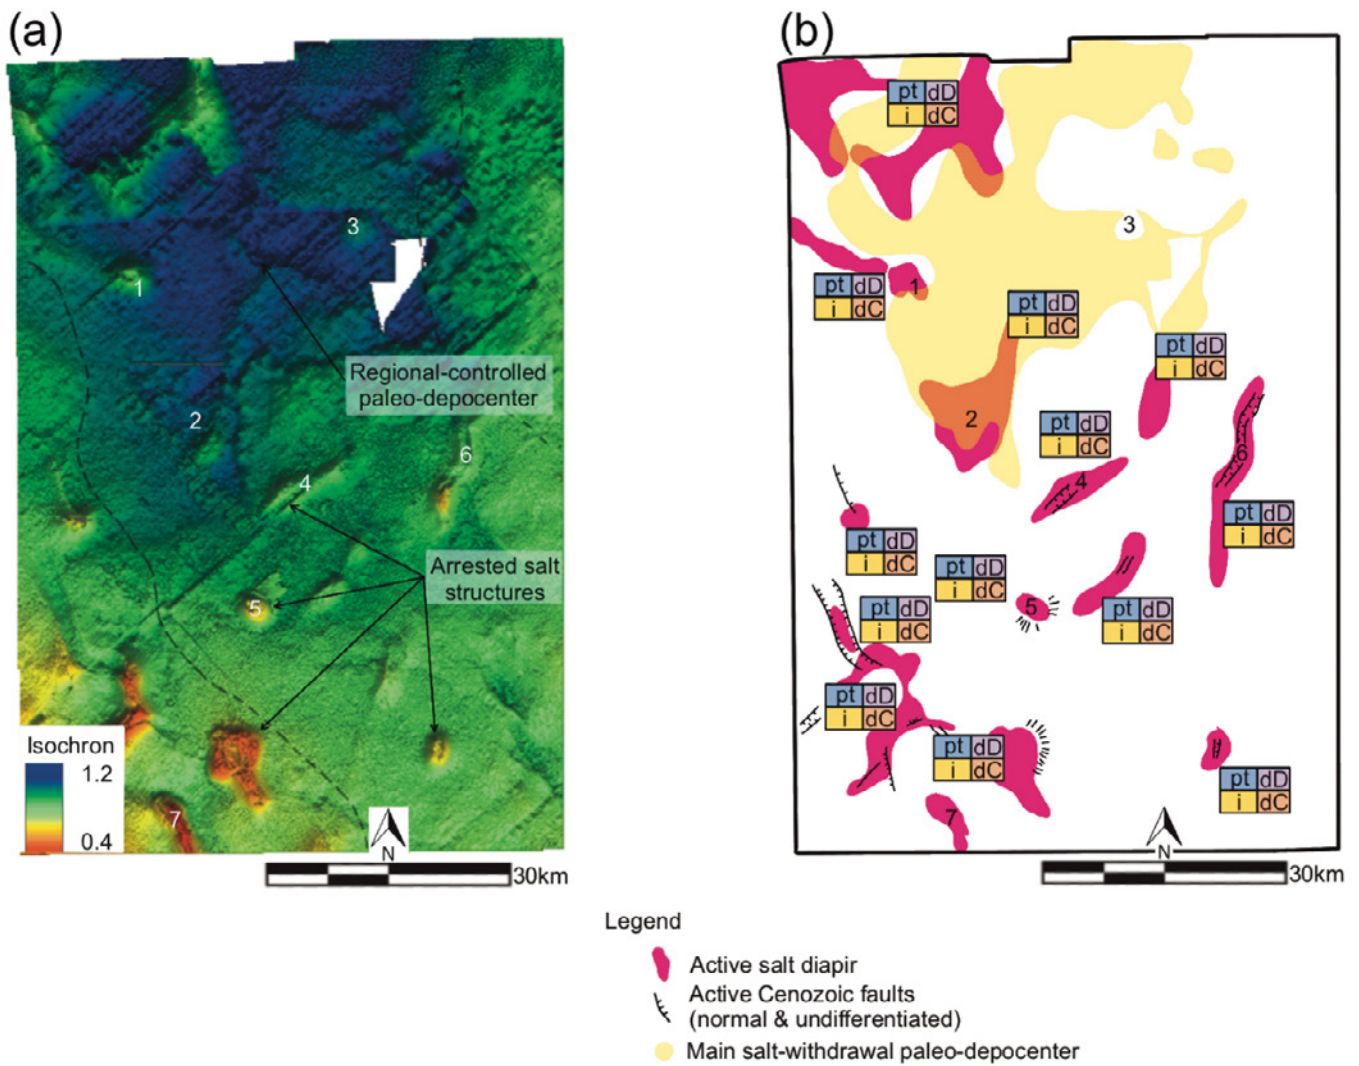 (a)
1
2
3
4
5
6
7
Regional-controlled
paleo-depocenter
Arrested salt
structures
Isochron
1.2
0.4
N
30km
(b)
pt dD
i dC
3
pt dD
i dC
1
pt dD
i dC
2
pt dD
i dC
pt dD
i dC
4
6
pt dD
i dC
pt dD
i dC
pt dD
i dC
5
pt dD
i dC
pt dD
i dC
pt dD
i dC
pt dD
i dC
pt dD
i dC
7
N
30km
Legend
Active salt diapir
Active Cenozoic faults
(normal & undifferentiated)
Main salt-withdrawal paleo-depocenter